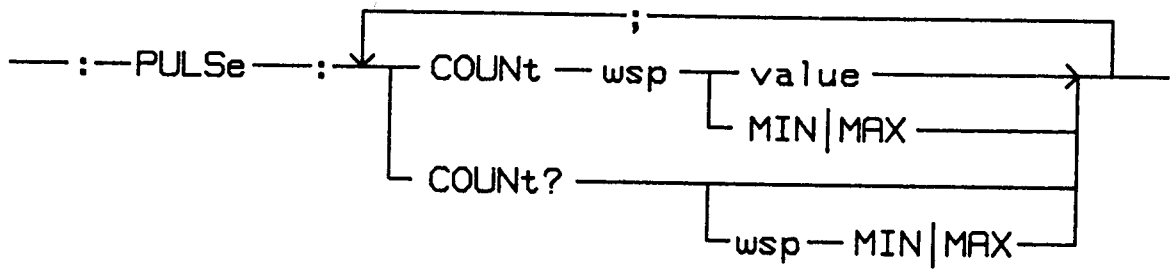 ;
:PULSe: COUNt wsp value
MIN|MAX
COUNt?
wsp MIN|MAX